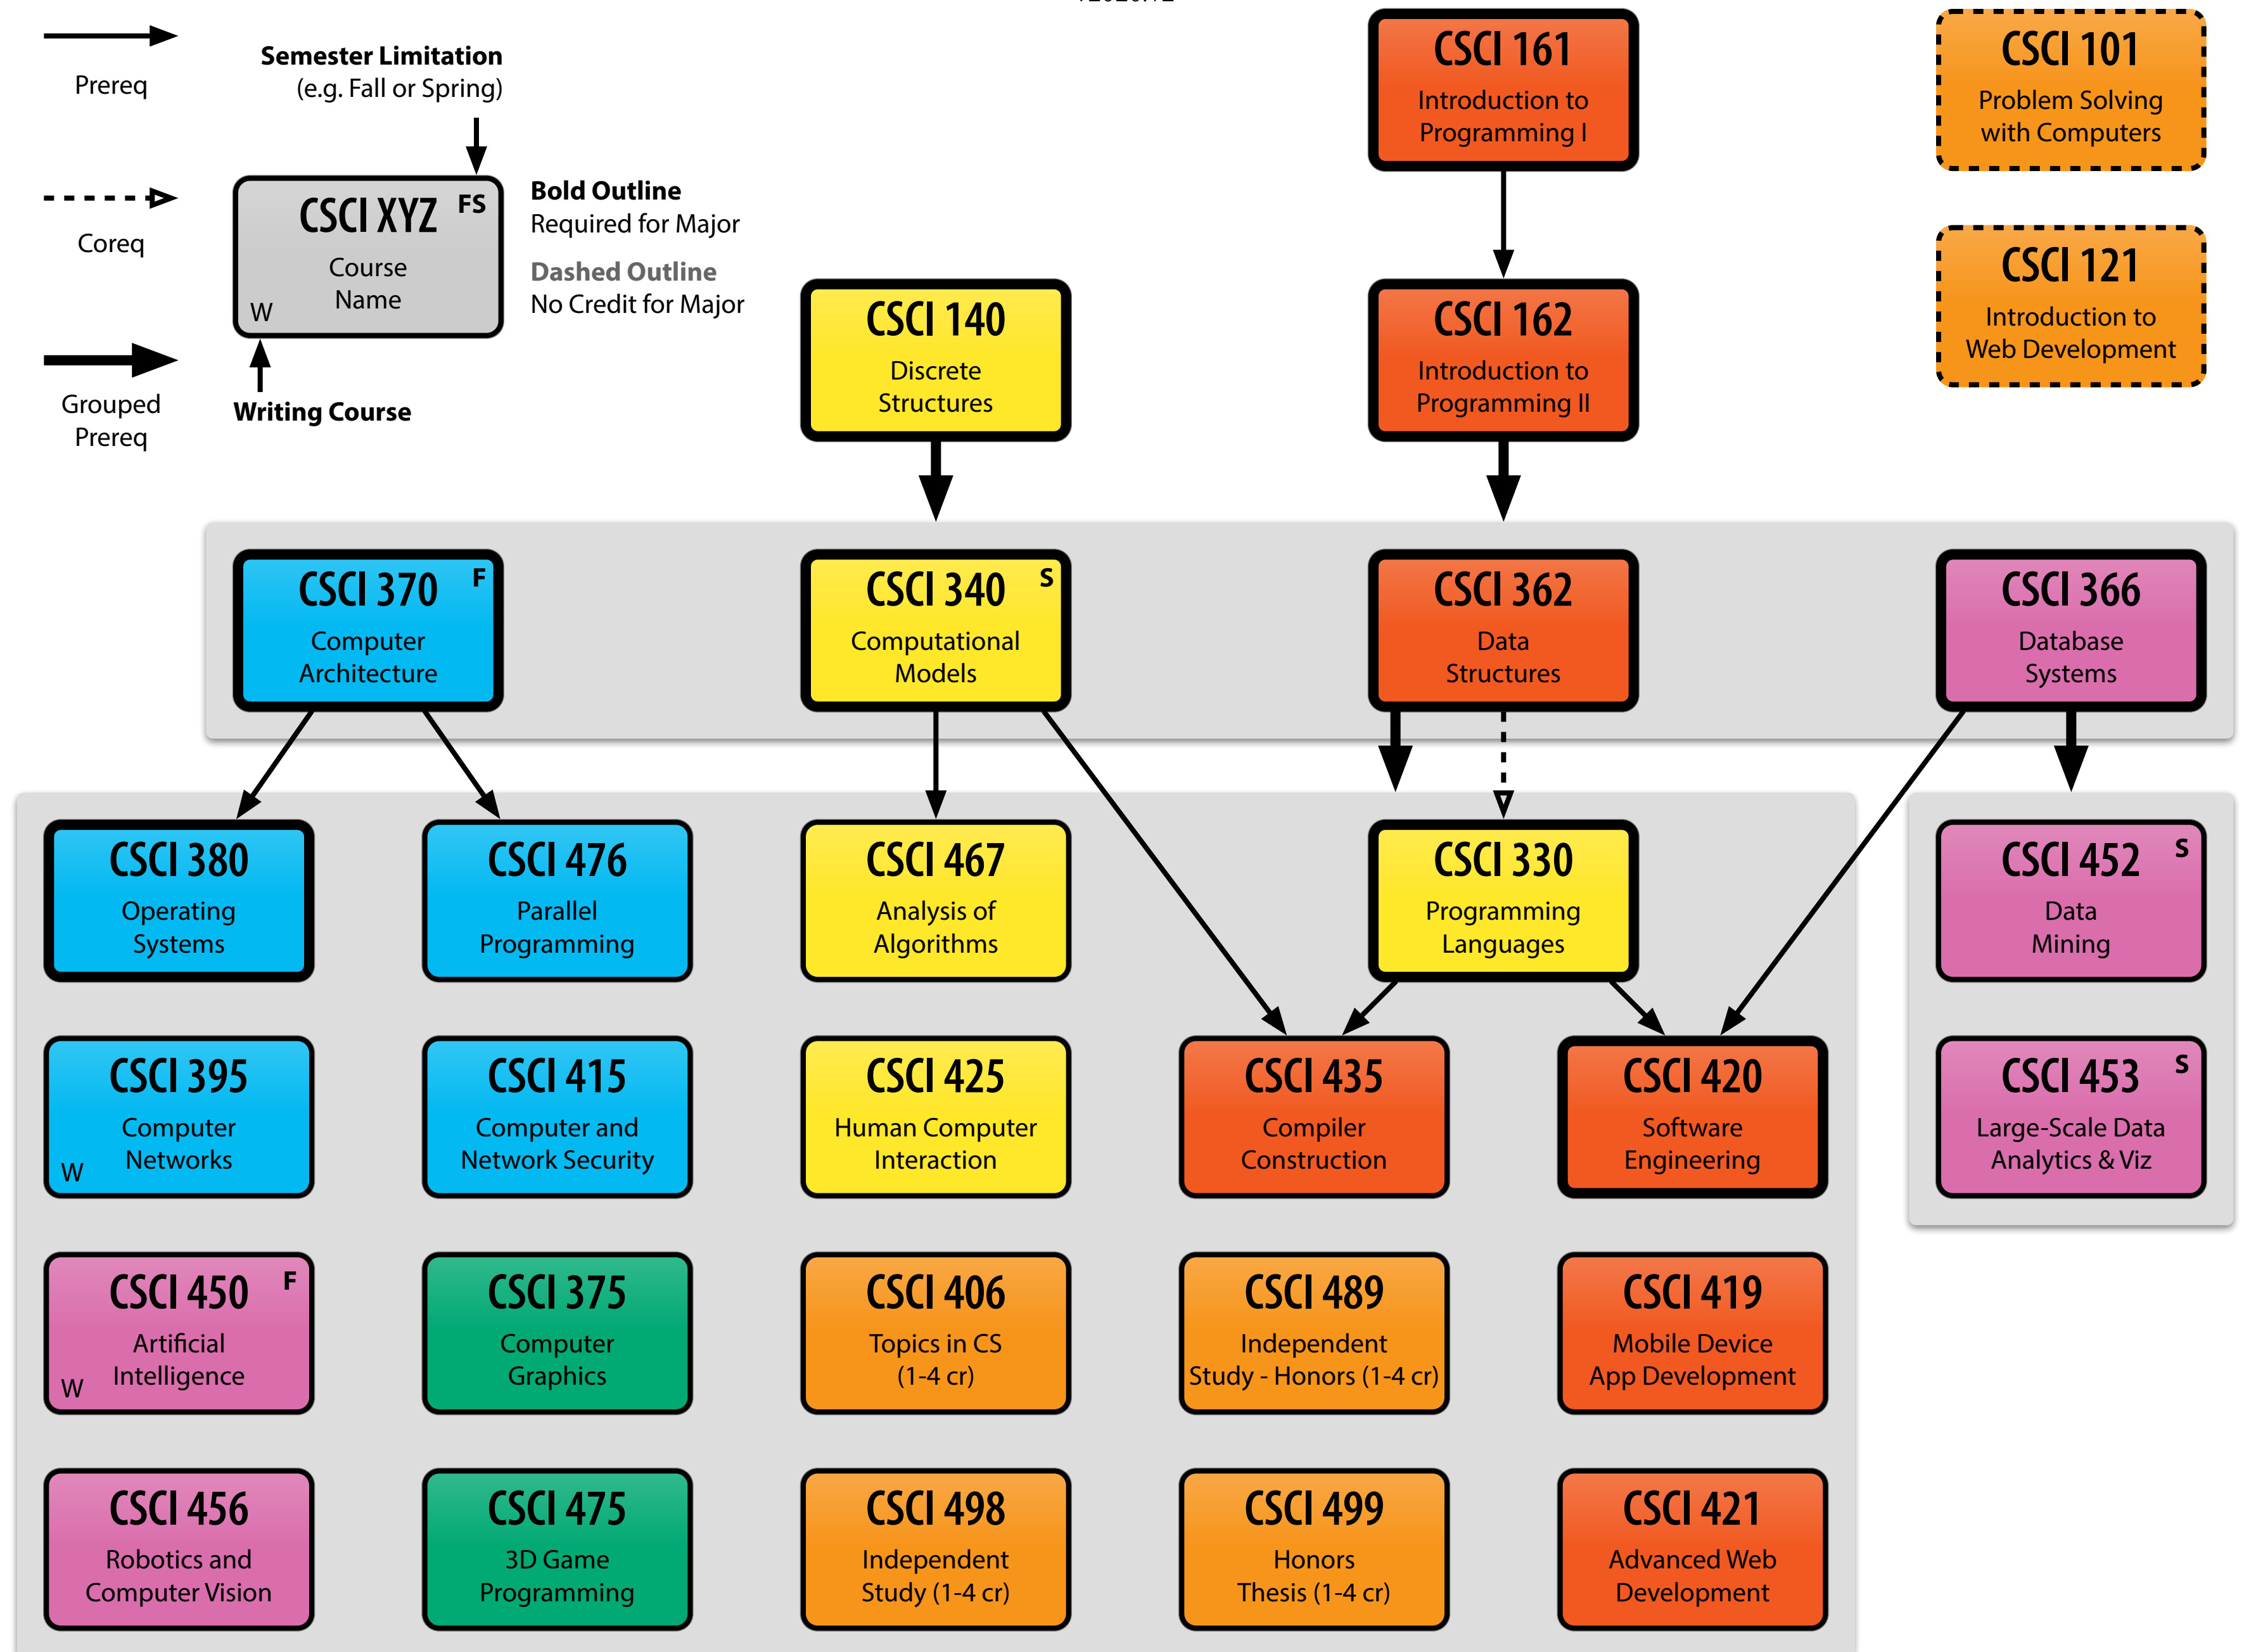 Prereq
Semester Limitation
(e.g. Fall or Spring)
Coreq
CSCI XYZ FS
Course
Name
W
Bold Outline
Required for Major
Dashed Outline
No Credit for Major
Grouped
Prereq
Writing Course
CSCI 161
Introduction to
Programming I
CSCI 101
Problem Solving
with Computers
CSCI 121
Introduction to
Web Development
CSCI 140
Discrete
Structures
CSCI 162
Introduction to
Programming II
CSCI 370 F
Computer
Architecture
CSCI 340 S
Computational
Models
CSCI 362
Data
Structures
CSCI 366
Database
Systems
CSCI 380
Operating
Systems
CSCI 476
Parallel
Programming
CSCI 467
Analysis of
Algorithms
CSCI 330
Programming
Languages
CSCI 452 S
Data
Mining
CSCI 395
Computer
Networks
W
CSCI 415
Computer and
Network Security
CSCI 425
Human Computer
Interaction
CSCI 435
Compiler
Construction
CSCI 420
Software
Engineering
CSCI 453 S
Large-Scale Data
Analytics & Viz
CSCI 450 F
Artificial
Intelligence
W
CSCI 375
Computer
Graphics
CSCI 406
Topics in CS
(1-4 cr)
CSCI 489
Independent
Study - Honors (1-4 cr)
CSCI 419
Mobile Device
App Development
CSCI 456
Robotics and
Computer Vision
CSCI 475
3D Game
Programming
CSCI 498
Independent
Study (1-4 cr)
CSCI 499
Honors
Thesis (1-4 cr)
CSCI 421
Advanced Web
Development